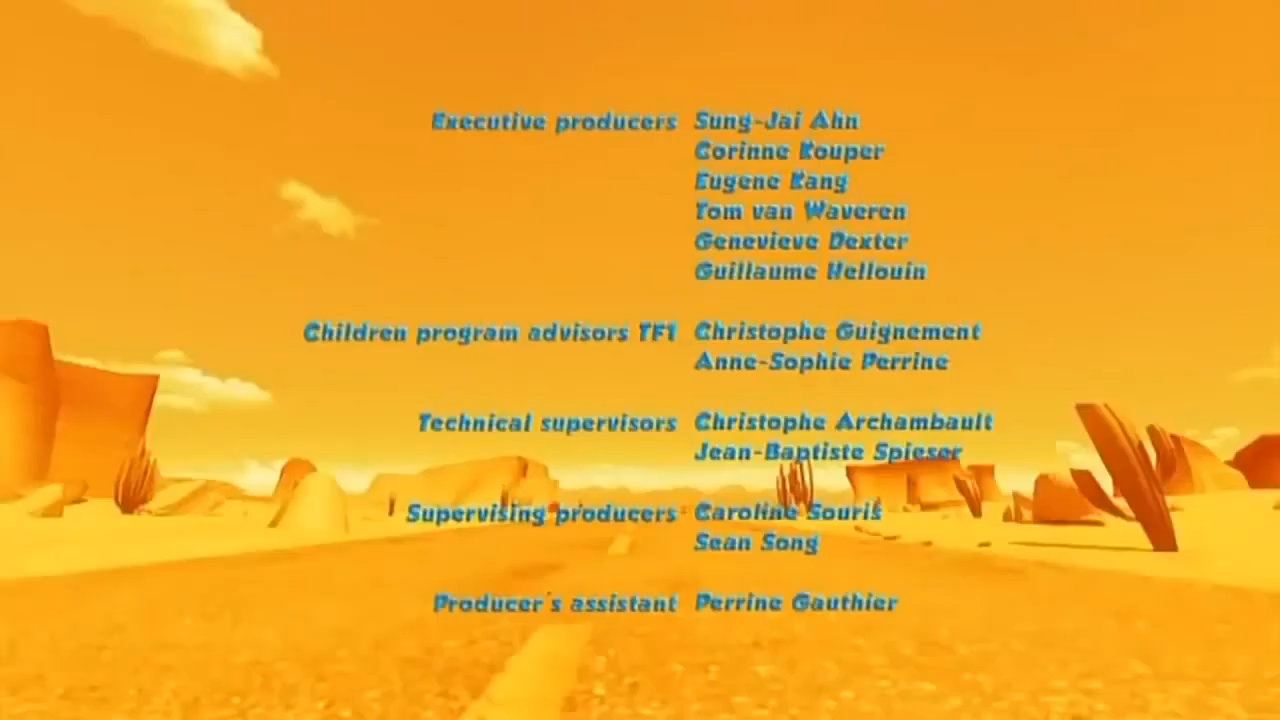 Executive producers Sung-Jai Ahn
Corinne Kouper
Eugene Kang
Tom van Waveren
Genevieve Dexter
Guillaume Hellouin
Children program advisors TF1 Christophe Guignement
Anne-Sophie Perrine
Technical supervisors Christophe Archambault
Jean-Baptiste Spieser
Supervising producers Caroline Souris
Sean Song
Producer's assistant Perrine Gauthier